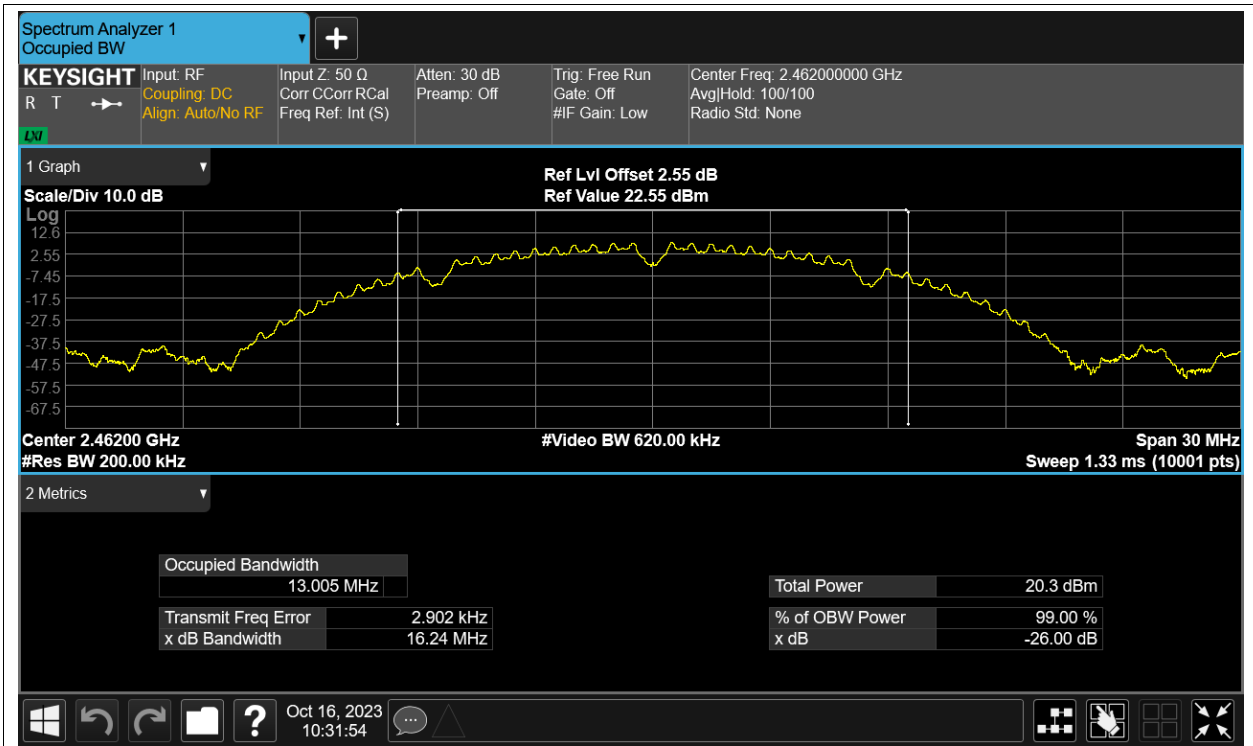 Spectrum Analyzer 1
Occupied BW
KEYSIGHT
R T
LXI
Input: RF
Coupling: DC
Align: Auto/No RF
Input Z: 50 Ω
Corr CCorr RCal
Freq Ref: Int (S)
Atten: 30 dB
Preamp: Off
Trig: Free Run
Gate: Off
#IF Gain: Low
Center Freq: 2.462000000 GHz
Avg|Hold: 100/100
Radio Std: None
1 Graph
Scale/Div 10.0 dB
Ref Lvl Offset 2.55 dB
Ref Value 22.55 dBm
Log
12.6
2.55
-7.45
-17.5
-27.5
-37.5
-47.5
-57.5
-67.5
Center 2.46200 GHz
#Video BW 620.00 kHz
Span 30 MHz
#Res BW 200.00 kHz
Sweep 1.33 ms (10001 pts)
2 Metrics
Occupied Bandwidth
13.005 MHz
Total Power 20.3 dBm
Transmit Freq Error 2.902 kHz
% of OBW Power 99.00 %
x dB Bandwidth 16.24 MHz
x dB -26.00 dB
?
Oct 16, 2023
10:31:54